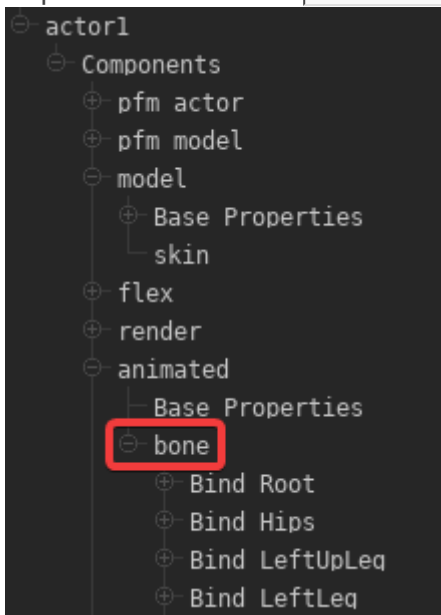 actor1
Components
pfm actor
pfm model
model
Base Properties
skin
flex
render
animated
Base Properties
bone
Bind Root
Bind Hips
Bind LeftUpLeg
Bind LeftLeg